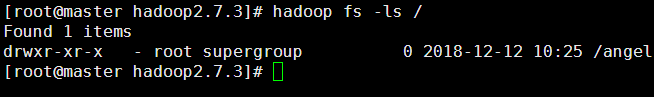 [root@master hadoop2.7.3]# hadoop fs -ls /
Found 1 items
drwxr-xr-x   - root supergroup          0 2018-12-12 10:25 /angel
[root@master hadoop2.7.3]#